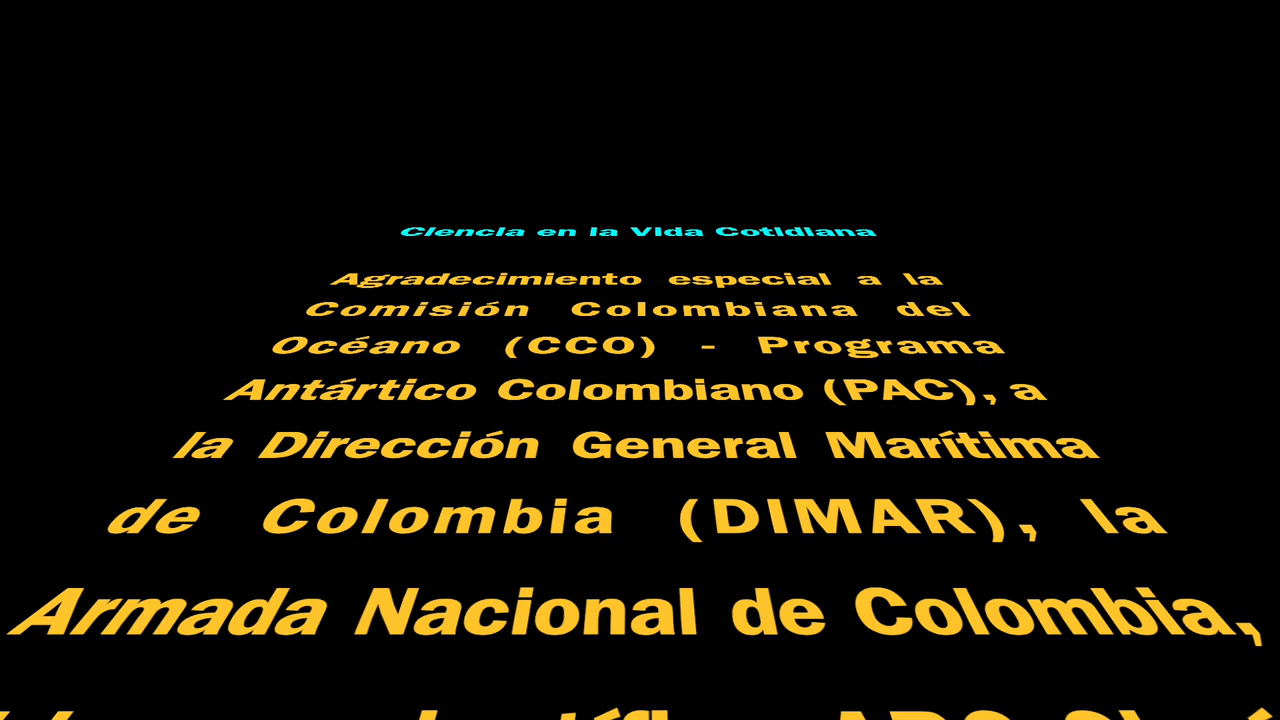 Ciencia en la Vida Cotidiana
Agradecimiento especial a la
Comisión Colombiana del
Océano (CCO) - Programa
Antártico Colombiano (PAC), a
la Dirección General Marítima
de Colombia (DIMAR), la
Armada Nacional de Colombia,